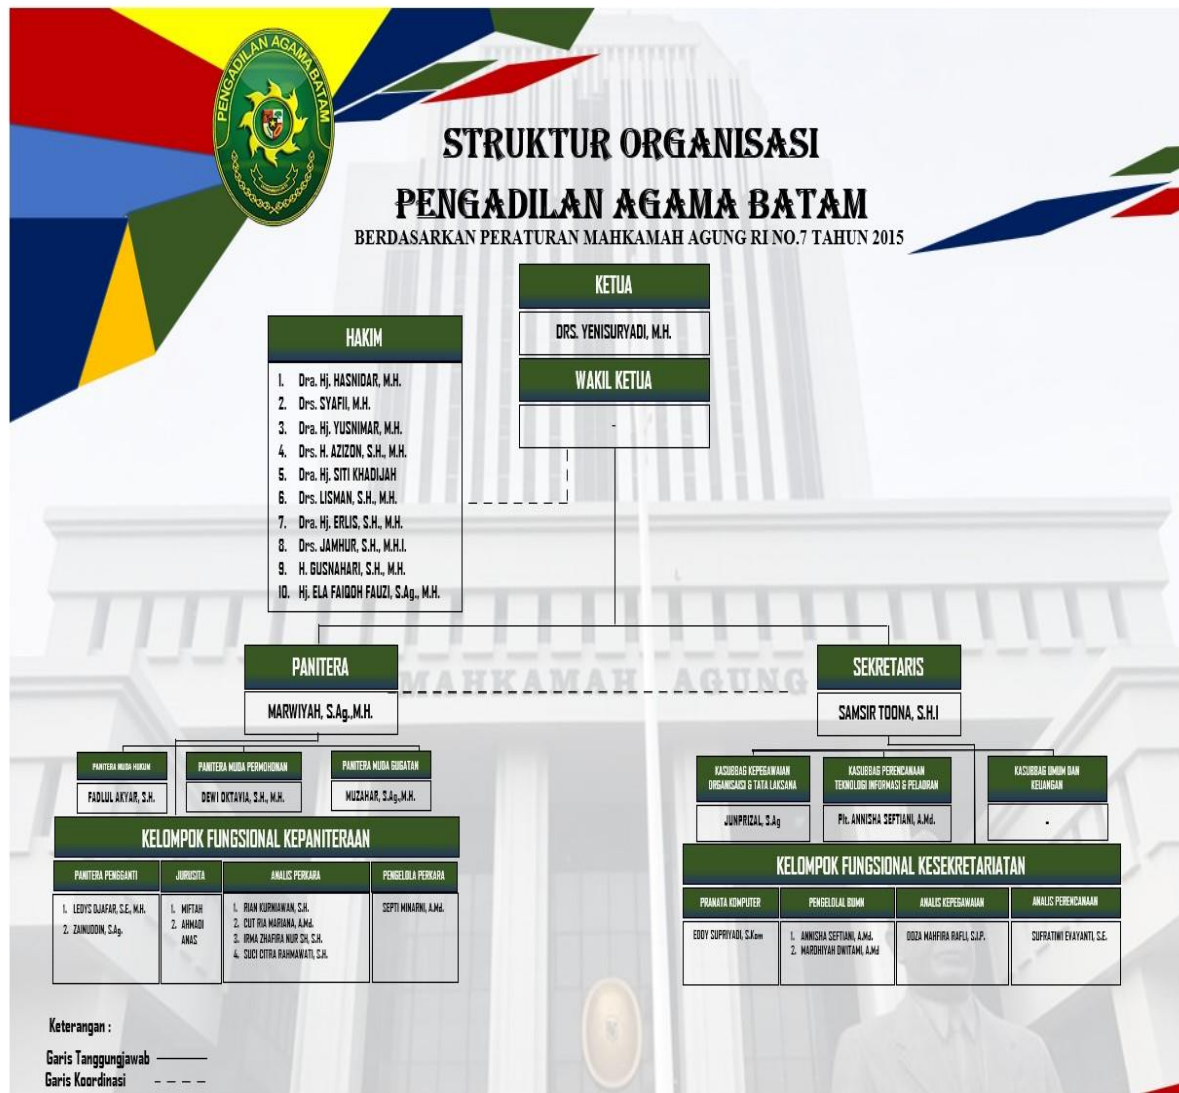 PENGADILAN AGAMA BATAM
STRUKTUR ORGANISASI
PENGADILAN AGAMA BATAM
BERDASARKAN PERATURAN MAHKAMAH AGUNG RI NO.7 TAHUN 2015
KETUA
DRS. YENISURYADI, M.H.
WAKIL KETUA
-
HAKIM
1. Dra. Hj. HASNIDAR, M.H.
2. Drs. SYAFII, M.H.
3. Dra. Hj. YUSNIMAR, M.H.
4. Drs. H. AZIZON, S.H., M.H.
5. Dra. Hj. SITI KHADIJAH
6. Drs. LISMAN, S.H., M.H.
7. Dra. Hj. ERLIS, S.H., M.H.
8. Drs. JAMHUR, S.H., M.H.I.
9. H. GUSNAHARI, S.H., M.H.
10. Hj. ELA FAIQOH FAUZI, S.Ag., M.H.
MAHKAMAH AGUNG
PANITERA
MARWIYAH, S.Ag.,M.H.
SEKRETARIS
SAMSIR TOONA, S.H.I
PANITERA MUDA HUKUM
FADLUL AKYAR, S.H.
PANITERA MUDA PERMOHONAN
DEWI OKTAVIA, S.H., M.H.
PANITERA MUDA GUGATAN
MUZAHAR, S.Ag.,M.H.
KASUBBAG KEPEGAWAIAN
ORGANISAISI & TATA LAKSANA
JUNPRIZAL, S.Ag
KASUBBAG PERENCANAAN
TEKNOLOGI INFORMASI & PELAORAN
Plt. ANNISHA SEFTIANI, A.Md.
KASUBBAG UMUM DAN
KEUANGAN
-
KELOMPOK FUNGSIONAL KEPANITERAAN
PANITERA PENGGANTI
1. LEDYS DJAFAR, S.E, M.H.
2. ZAINUDDIN, S.Ag.
JURUSITA
1. MIFTAH
2. AHMADI
ANAS
ANALIS PERKARA
1. RIAN KURNIAWAN, S.H.
2. CUT RIA MARIANA, A.Md.
3. IRMA ZHAFIRA NUR SH, S.H.
4. SUCI CITRA RAHMAWATI, S.H.
PENGELOLA PERKARA
SEPTI MINARNI, A.Md.
KELOMPOK FUNGSIONAL KESEKRETARIATAN
PRANATA KOMPUTER
EDDY SUPRIYADI, S.Kom
PENGELOLAL BUMN
1. ANNISHA SEFTIANI, A.Md.
2. MARDHIYAH DWITAMI, A.Md
ANALIS KEPEGAWAIAN
DOZA MAHFIRA RAFLI, S.I.P.
ANALIS PERENCANAAN
SUFRATIWI EVAYANTI, S.E.
Keterangan :
Garis Tanggungjawab
Garis Koordinasi